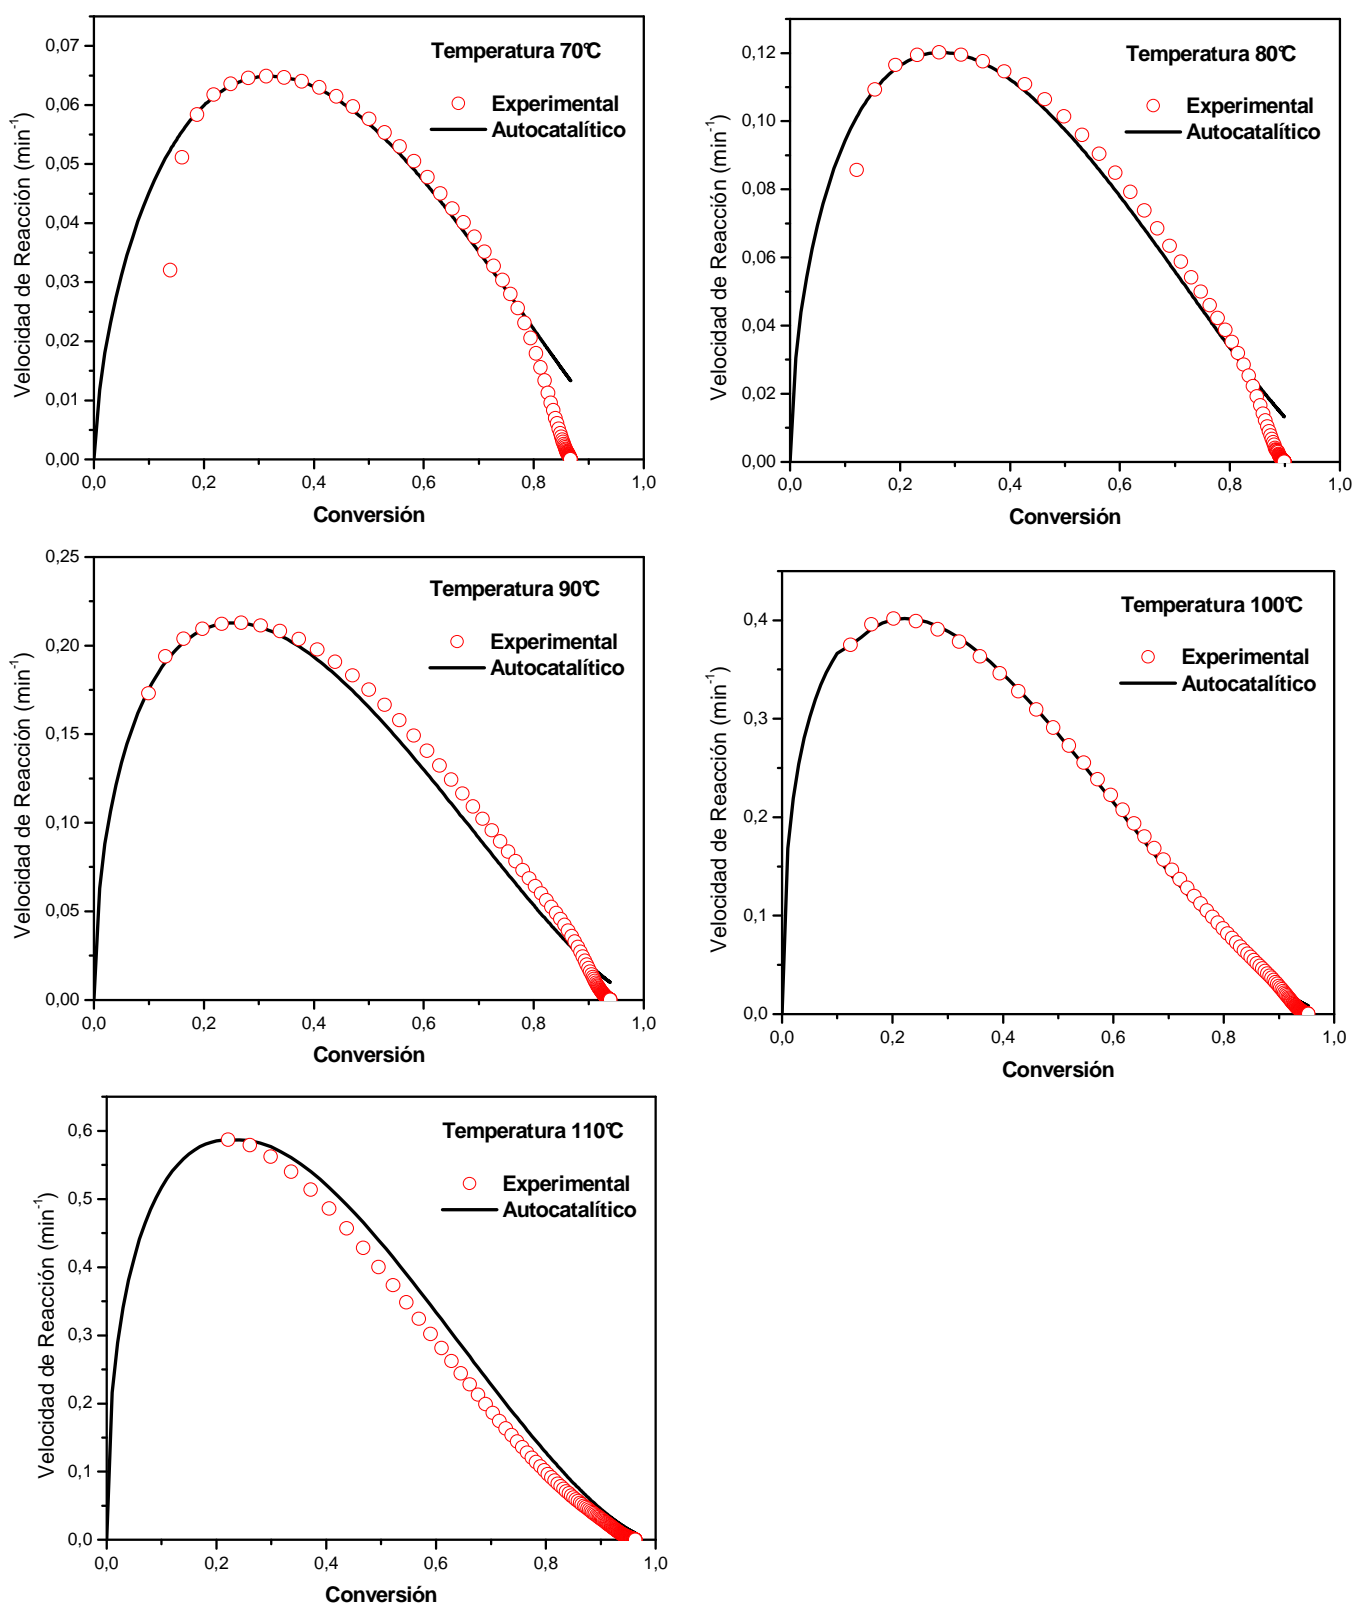 Temperatura 70°C
Experimental
Autocatalítico
Velocidad de Reacción (min⁻¹)
0,07
0,06
0,05
0,04
0,03
0,02
0,01
0,00
0,0 0,2 0,4 0,6 0,8 1,0
Conversión
Temperatura 80°C
Experimental
Autocatalítico
Velocidad de Reacción (min⁻¹)
0,12
0,10
0,08
0,06
0,04
0,02
0,00
0,0 0,2 0,4 0,6 0,8 1,0
Conversión
Temperatura 90°C
Experimental
Autocatalítico
Velocidad de Reacción (min⁻¹)
0,25
0,20
0,15
0,10
0,05
0,00
0,0 0,2 0,4 0,6 0,8 1,0
Conversión
Temperatura 100°C
Experimental
Autocatalítico
Velocidad de Reacción (min⁻¹)
0,4
0,3
0,2
0,1
0,0
0,0 0,2 0,4 0,6 0,8 1,0
Conversión
Temperatura 110°C
Experimental
Autocatalítico
Velocidad de Reacción (min⁻¹)
0,6
0,5
0,4
0,3
0,2
0,1
0,0
0,0 0,2 0,4 0,6 0,8 1,0
Conversión